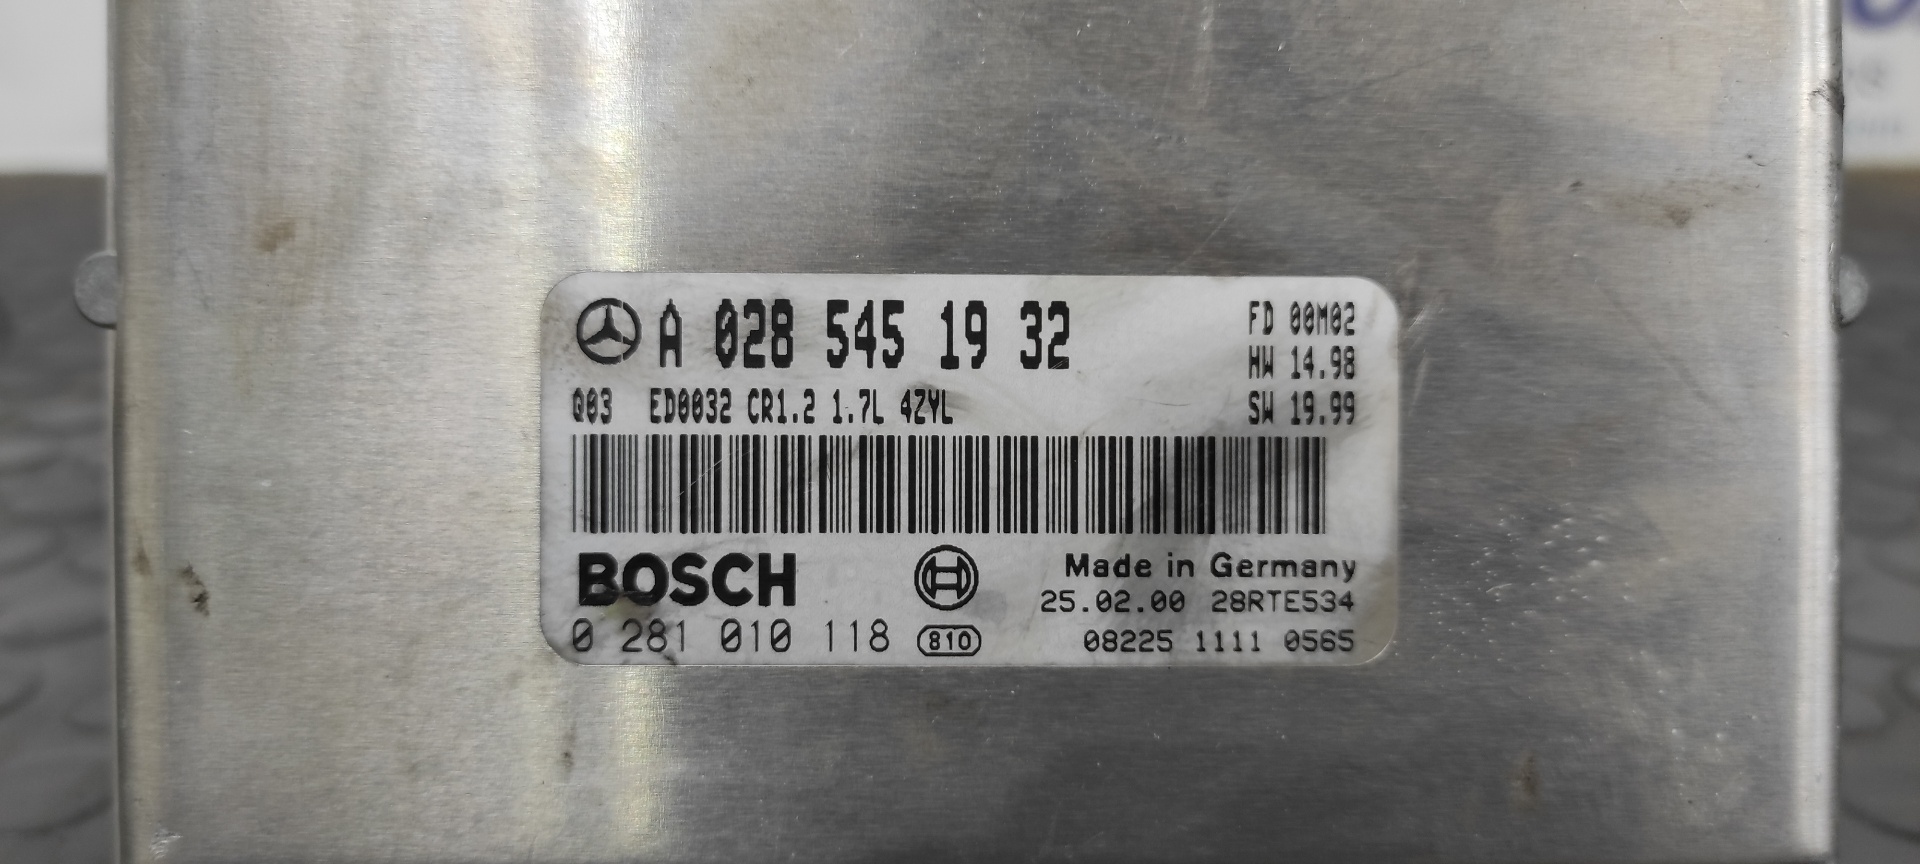 A 028 545 19 32
FD 00M02
HW 14.98
Q03 ED0032 CR1.2 1.7L 4ZYL
SW 19.99
BOSCH
Made in Germany
25.02.00 28RTE534
0 281 010 118 810
08225 1111 0565